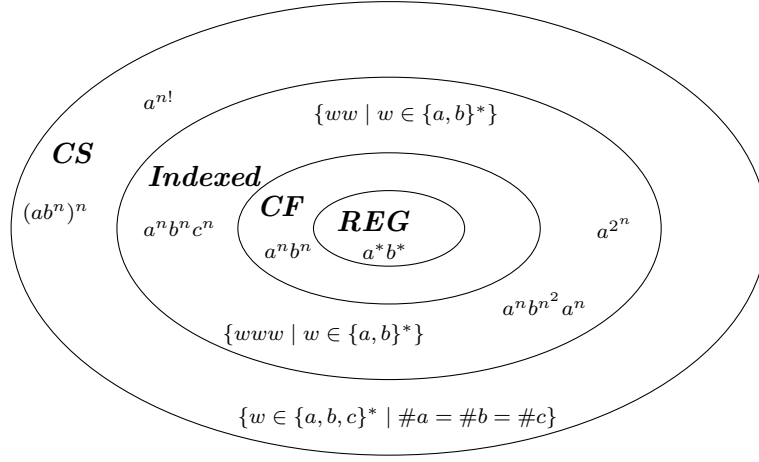 a^{n!}
{ww | w ∈ {a, b}^*}
CS
Indexed
CF
REG
(ab^n)^n
a^n b^n c^n
a^{2^n}
a^n b^n
a^* b^*
a^n b^{n^2} a^n
{www | w ∈ {a, b}^*}
{w ∈ {a, b, c}^* | #a = #b = #c}